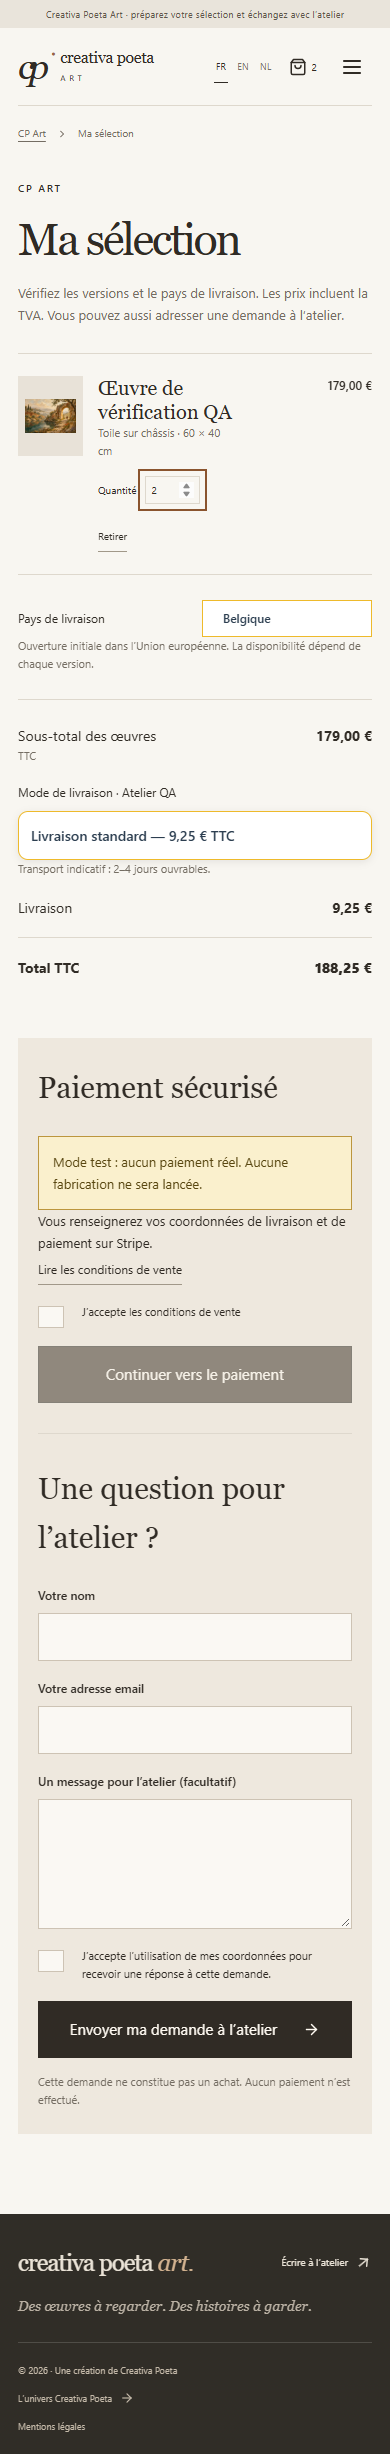 Creativa Poeta Art · préparez votre sélection et échangez avec l'atelier
cp creativa poeta
ART
FR EN NL 2
CP Art > Ma sélection
CP ART
Ma sélection
Vérifiez les versions et le pays de livraison. Les prix incluent la
TVA. Vous pouvez aussi adresser une demande à l'atelier.
Œuvre de
vérification QA
179,00 €
Toile sur châssis · 60 × 40
cm
Quantité 2
Retirer
Pays de livraison Belgique
Ouverture initiale dans l'Union européenne. La disponibilité dépend de
chaque version.
Sous-total des œuvres 179,00 €
TTC
Mode de livraison · Atelier QA
Livraison standard — 9,25 € TTC
Transport indicatif : 2–4 jours ouvrables.
Livraison 9,25 €
Total TTC 188,25 €
Paiement sécurisé
Mode test : aucun paiement réel. Aucune
fabrication ne sera lancée.
Vous renseignerez vos coordonnées de livraison et de
paiement sur Stripe.
Lire les conditions de vente
J'accepte les conditions de vente
Continuer vers le paiement
Une question pour
l’atelier ?
Votre nom
Votre adresse email
Un message pour l’atelier (facultatif)
J'accepte l'utilisation de mes coordonnées pour
recevoir une réponse à cette demande.
Envoyer ma demande à l’atelier →
Cette demande ne constitue pas un achat. Aucun paiement n'est
effectué.
creativa poeta art.
Écrire à l’atelier ↗
Des œuvres à regarder. Des histoires à garder.
© 2026 · Une création de Creativa Poeta
L'univers Creativa Poeta →
Mentions légales